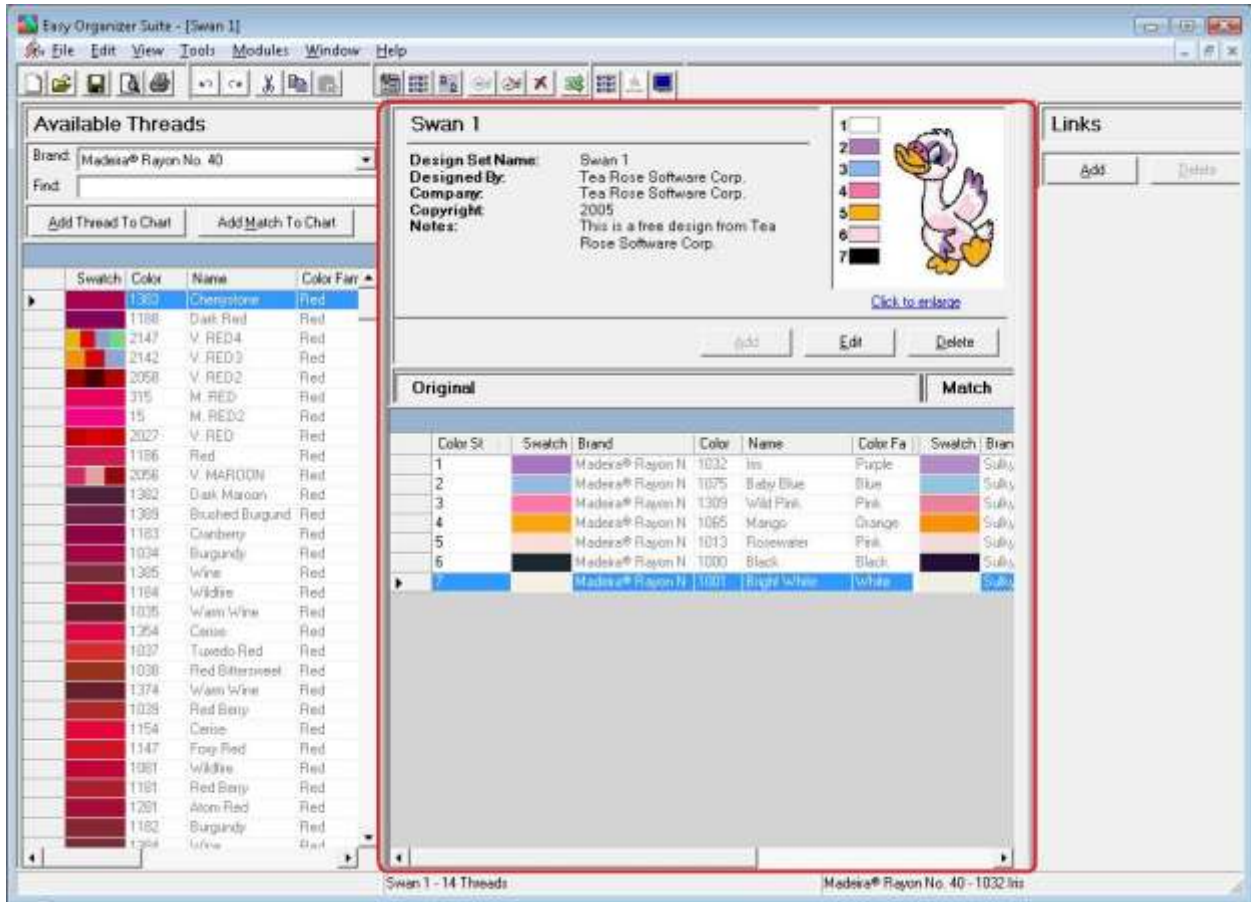 Easy Organizer Suite - [Swan 1]
File Edit View Tools Modules Window Help
Available Threads
Brand: Madeira® Rayon No. 40
Find:
Add Thread To Chart Add Match To Chart
Swatch Color Name Color Fam
1383 Cherrystone Red
1188 Dark Red Red
2147 V. RED4 Red
2142 V. RED3 Red
2058 V. RED2 Red
315 M. RED Red
15 M. RED2 Red
2027 V. RED Red
1186 Red Red
2056 V. MAROON Red
1382 Dark Maroon Red
1389 Brushed Burgund Red
1183 Cranberry Red
1034 Burgundy Red
1385 Wine Red
1184 Wildfire Red
1035 Warm Wine Red
1354 Cerise Red
1037 Tuxedo Red Red
1038 Red Bittersweet Red
1374 Warm Wine Red
1039 Red Berry Red
1154 Cerise Red
1147 Foxy Red Red
1081 Wildfire Red
1181 Red Berry Red
1281 Atom Red Red
1182 Burgundy Red
1384 Wine Red
Swan 1
Design Set Name: Swan 1
Designed By: Tea Rose Software Corp.
Company: Tea Rose Software Corp.
Copyright 2005
Notes: This is a free design from Tea
Rose Software Corp.
1
2
3
4
5
6
7
Click to enlarge
Add Edit Delete
Original Match
Color St Swatch Brand Color Name Color Fa Swatch Bran
1 Madeira® Rayon N 1032 Iris Purple Sulky
2 Madeira® Rayon N 1075 Baby Blue Blue Sulky
3 Madeira® Rayon N 1309 Wild Pink Pink Sulky
4 Madeira® Rayon N 1065 Mango Orange Sulky
5 Madeira® Rayon N 1013 Rosewater Pink Sulky
6 Madeira® Rayon N 1000 Black Black Sulky
7 Madeira® Rayon N 1001 Bright White White Sulky
Links
Add Delete
Swan 1 - 14 Threads Madeira® Rayon No. 40 - 1032 Iris